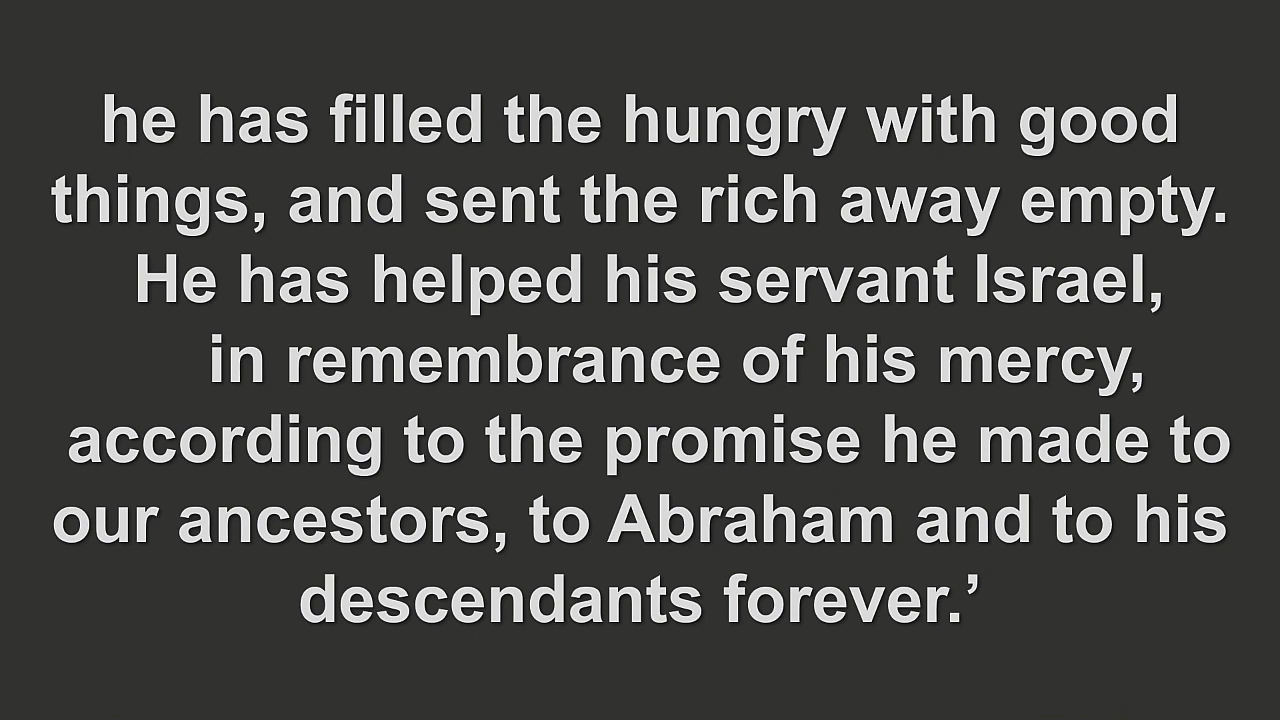 he has filled the hungry with good
things, and sent the rich away empty.
He has helped his servant Israel,
in remembrance of his mercy,
according to the promise he made to
our ancestors, to Abraham and to his
descendants forever.’